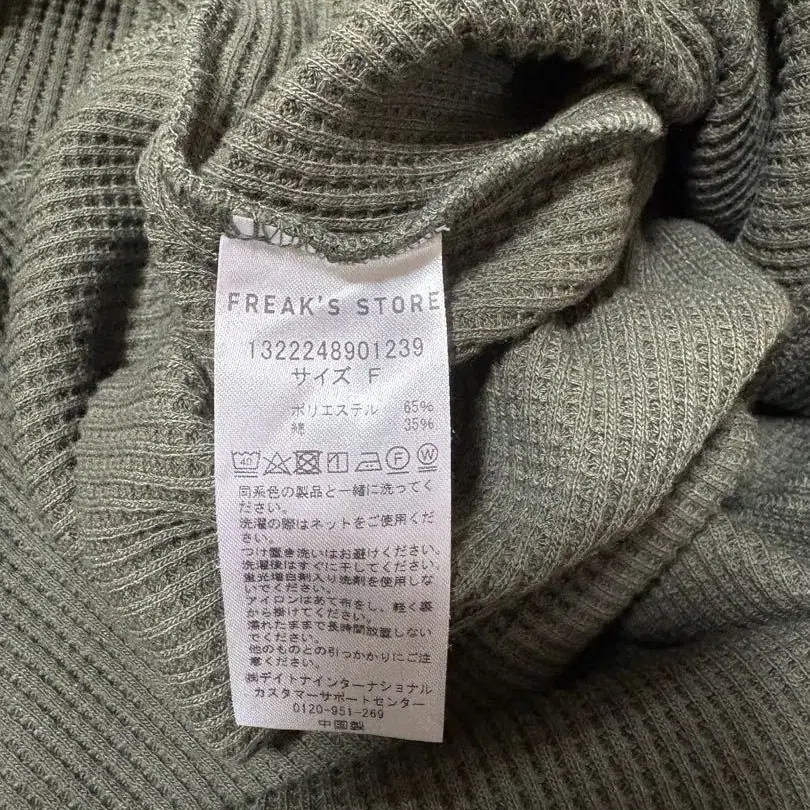 FREAK'S STORE
1322248901239
サイズ F
ポリエステル 65%
綿 35%
40 F W
同系色の製品と一緒に洗ってく
ださい。
洗濯の際はネットをご使用くだ
さい。
つけ置き洗いはお避けください。
洗濯後はすぐに干してください。
蛍光増白剤入り洗剤を使用しな
いでください。
アイロンはあて布をし、軽く裏
から掛けてください。
濡れたままで長時間放置しない
でください。
他のものとの引っかかりにご注
意ください。
㈱デイトナインターナショナル
カスタマーサポートセンター
0120-951-269
中国製